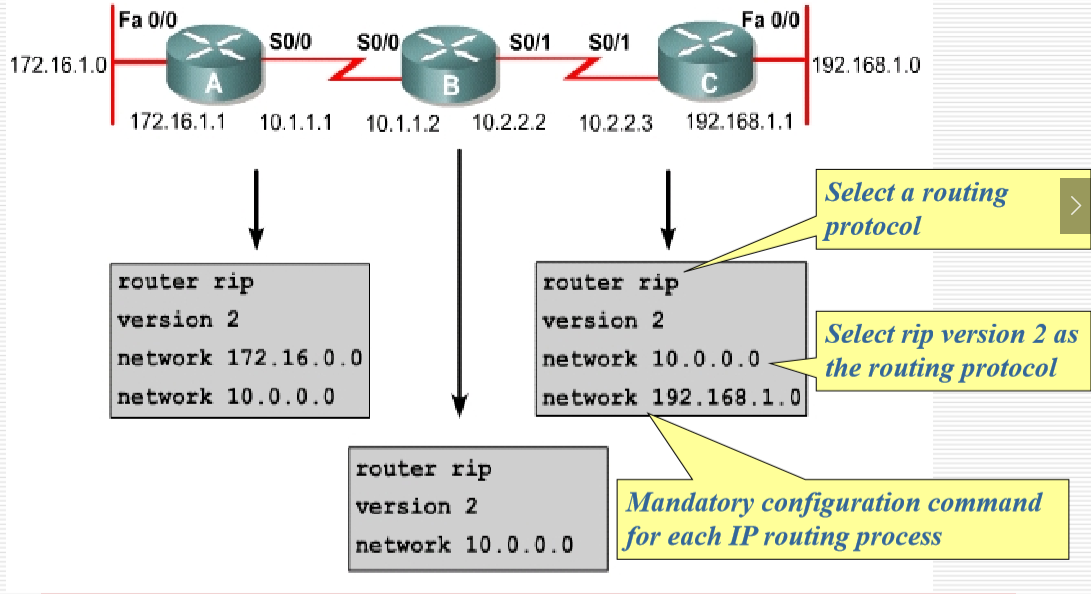 Fa 0/0
Fa 0/0
S0/0
S0/0
S0/1
S0/1
172.16.1.0
192.168.1.0
A
B
C
172.16.1.1
10.1.1.1
10.1.1.2
10.2.2.2
10.2.2.3
192.168.1.1
Select a routing
protocol
router rip
version 2
network 172.16.0.0
network 10.0.0.0
router rip
version 2
network 10.0.0.0
network 192.168.1.0
Select rip version 2 as
the routing protocol
router rip
version 2
network 10.0.0.0
Mandatory configuration command
for each IP routing process